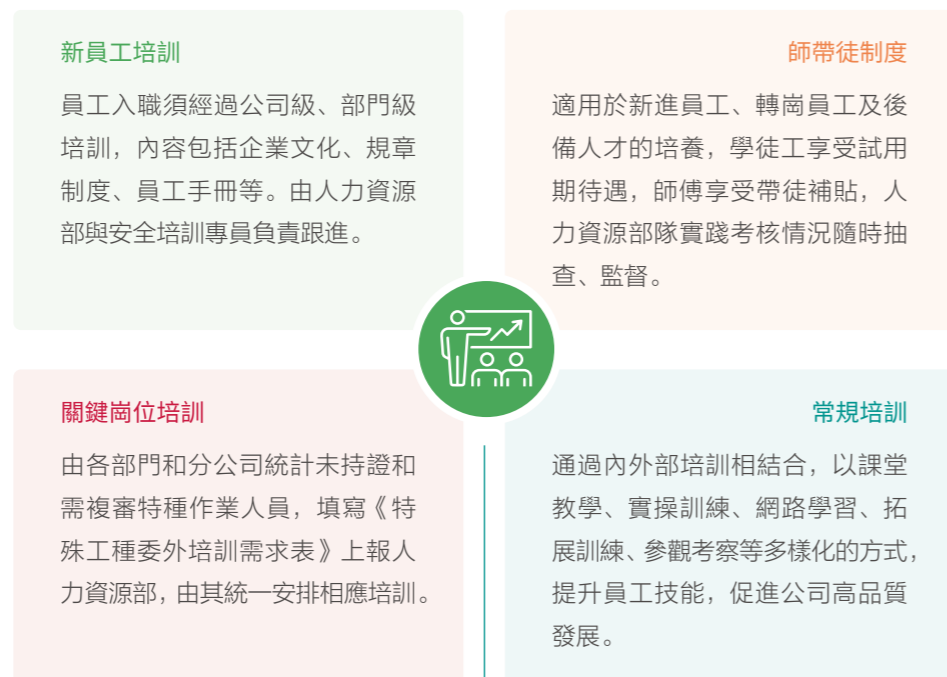 新員工培訓
員工入職須經過公司級、部門級
培訓，內容包括企業文化、規章
制度、員工手冊等。由人力資源
部與安全培訓專員負責跟進。
師帶徒制度
適用於新進員工、轉崗員工及後
備人才的培養，學徒工享受試用
期待遇，師傅享受帶徒補貼，人
力資源部隊實踐考核情況隨時抽
查、監督。
關鍵崗位培訓
由各部門和分公司統計未持證和
需複審特種作業人員，填寫《特
殊工種委外培訓需求表》上報人
力資源部，由其統一安排相應培訓。
常規培訓
通過內外部培訓相結合，以課堂
教學、實操訓練、網路學習、拓
展訓練、參觀考察等多樣化的方式，
提升員工技能，促進公司高品質
發展。